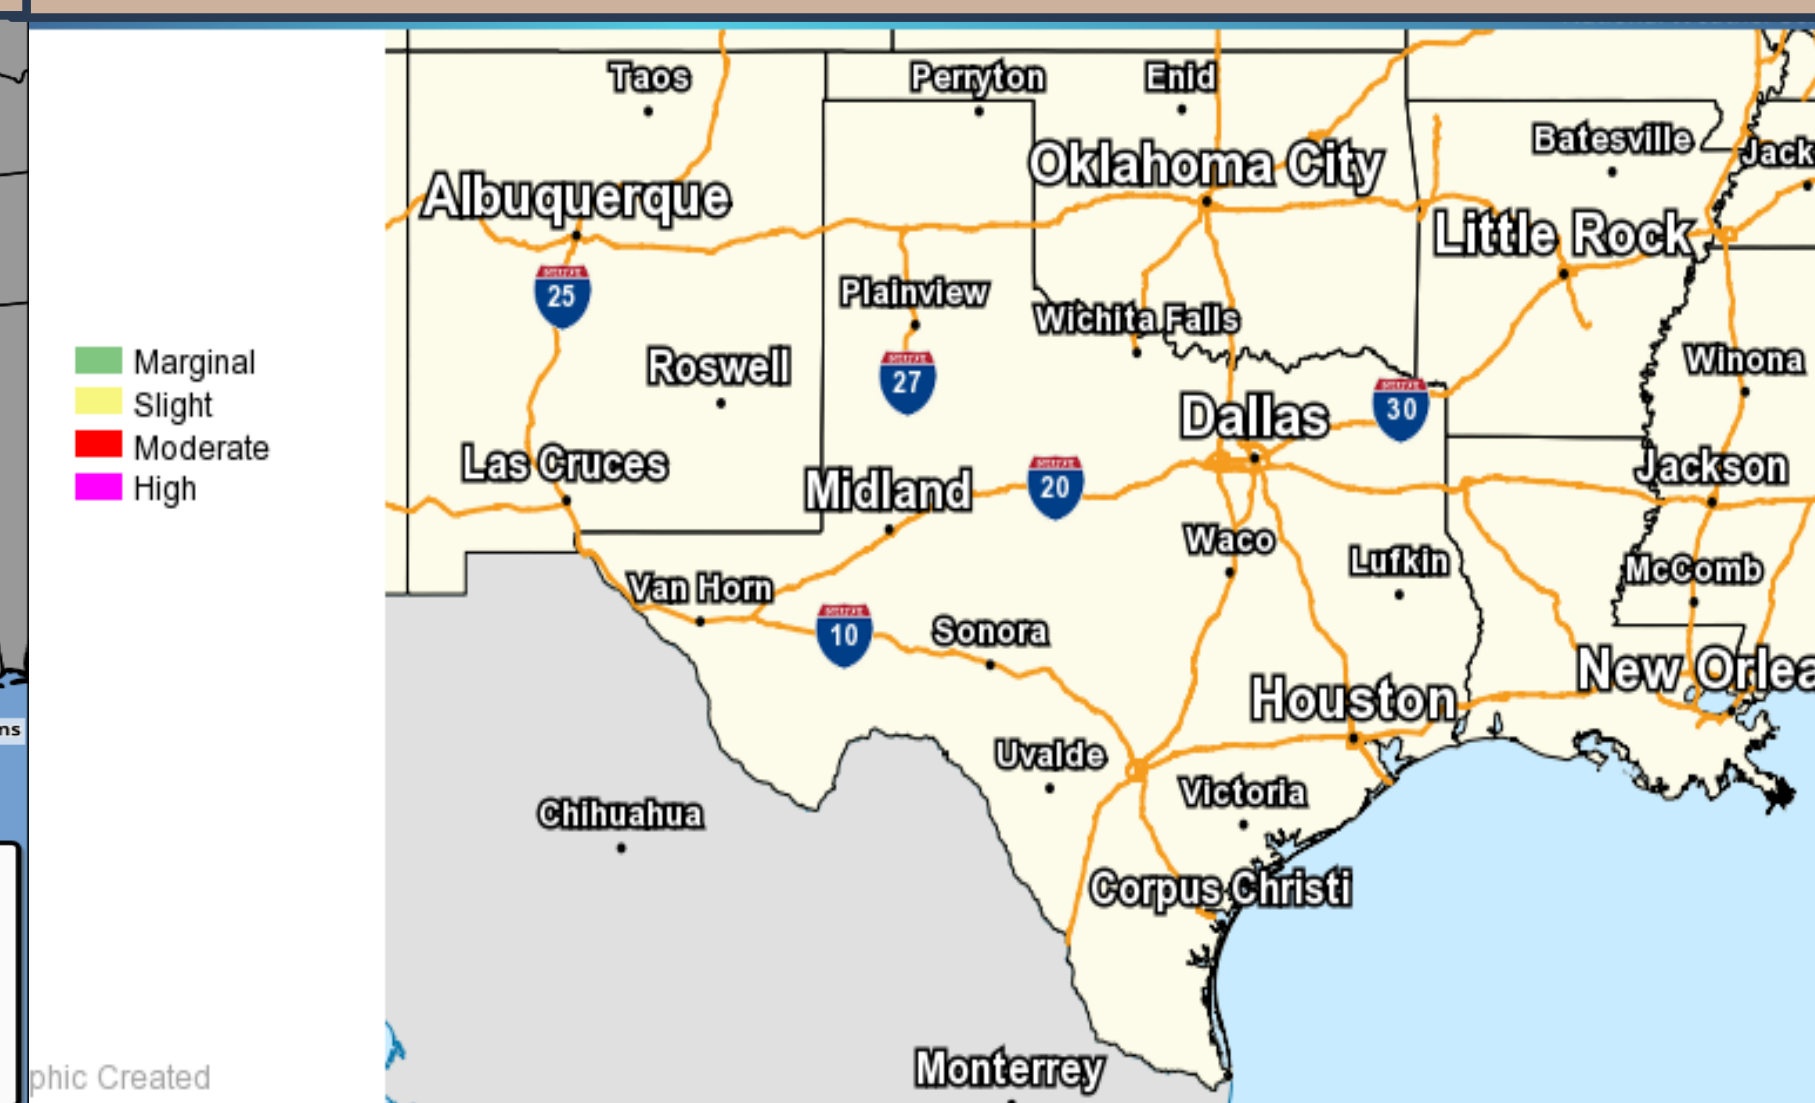 Taos
Perryton
Enid
Batesville
Jack
Oklahoma City
Albuquerque
Little Rock
25
Plainview
Wichita Falls
Winona
Roswell
27
30
Marginal
Slight
Moderate
High
Dallas
Las Cruces
Midland
20
Jackson
Waco
Lufkin
McComb
Van Horn
10
Sonora
New Orlea
Houston
ns
Uvalde
Victoria
Chihuahua
Corpus Christi
Monterrey
phic Created